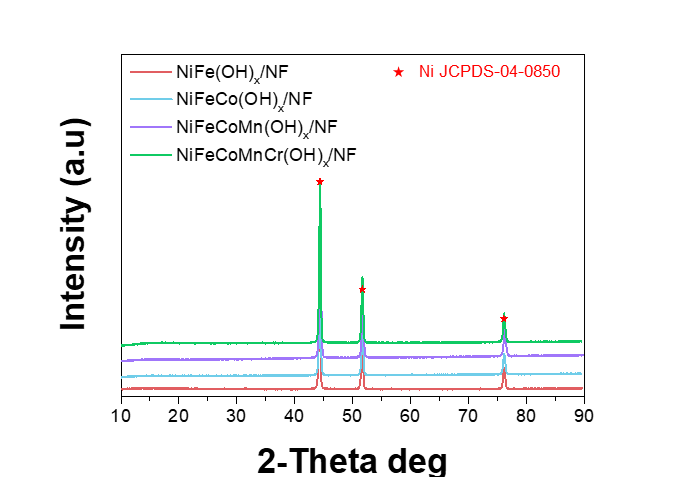 Intensity (a.u)
NiFe(OH)x/NF
NiFeCo(OH)x/NF
NiFeCoMn(OH)x/NF
NiFeCoMnCr(OH)x/NF
★ Ni JCPDS-04-0850
10 20 30 40 50 60 70 80 90
2-Theta deg